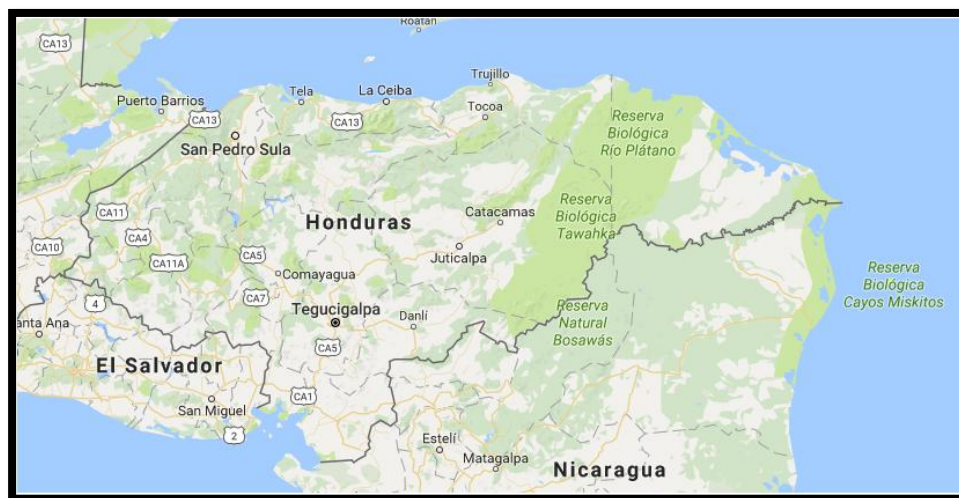 Roatán
CA13
Trujillo
La Ceiba
Tela
Puerto Barrios
Tocoa
CA13
CA13
San Pedro Sula
Reserva
Biológica
Río Plátano
CA11
Catacamas
Reserva
Biológica
Tawahka
Honduras
CA4
CA10
CA5
Juticalpa
CA11A
Comayagua
Reserva
Biológica
Cayos Miskitos
4
CA7
Tegucigalpa
Reserva
Natural
Bosawás
anta Ana
Danlí
CA5
El Salvador
CA1
San Miguel
2
Estelí
Matagalpa
Nicaragua